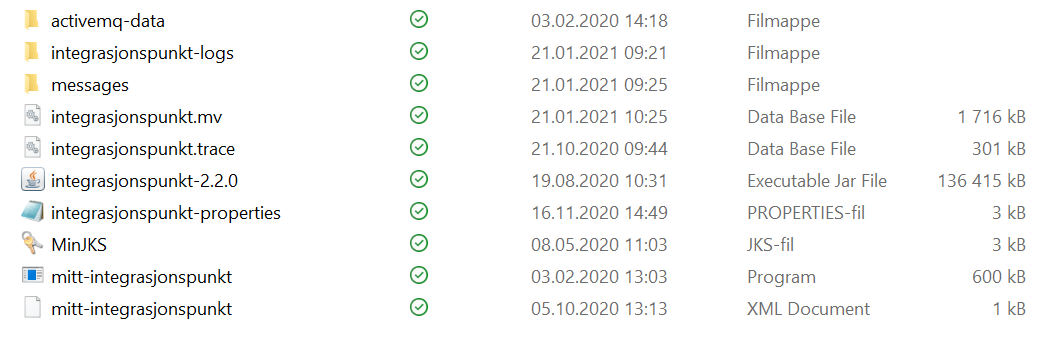 activemq-data 03.02.2020 14:18 Filmappe
integrasjonspunkt-logs 21.01.2021 09:21 Filmappe
messages 21.01.2021 09:25 Filmappe
integrasjonspunkt.mv 21.01.2021 10:25 Data Base File 1 716 kB
integrasjonspunkt.trace 21.10.2020 09:44 Data Base File 301 kB
integrasjonspunkt-2.2.0 19.08.2020 10:31 Executable Jar File 136 415 kB
integrasjonspunkt-properties 16.11.2020 14:49 PROPERTIES-fil 3 kB
MinJKS 08.05.2020 11:03 JKS-fil 3 kB
mitt-integrasjonspunkt 03.02.2020 13:03 Program 600 kB
mitt-integrasjonspunkt 05.10.2020 13:13 XML Document 1 kB